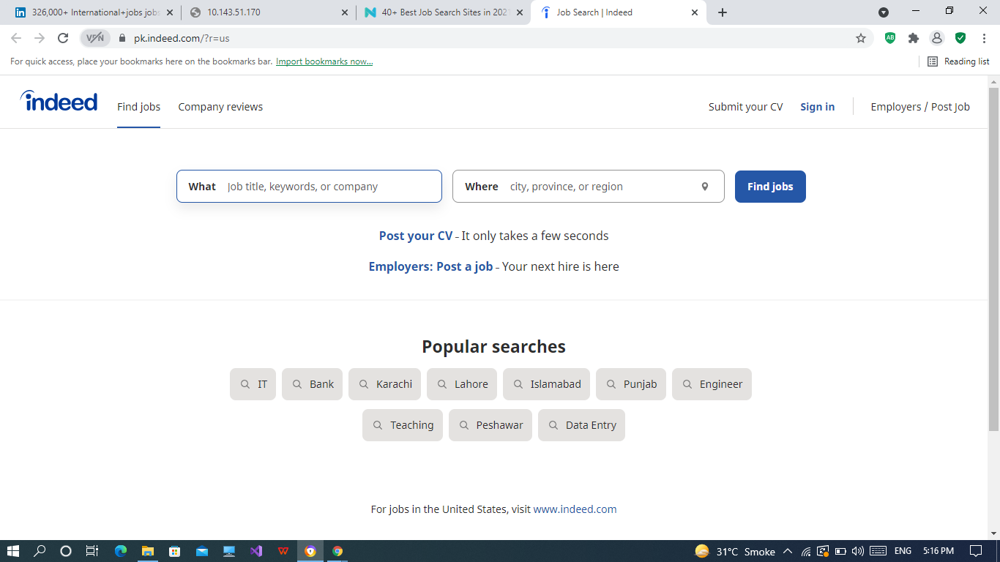 326,000+ International+jobs jobs
10.143.51.170
40+ Best Job Search Sites in 2021
Job Search | Indeed
VPN
pk.indeed.com/?r=us
AB
For quick access, place your bookmarks here on the bookmarks bar. Import bookmarks now...
Reading list
indeed
Find jobs
Company reviews
Submit your CV
Sign in
Employers / Post Job
What Job title, keywords, or company
Where city, province, or region
Find jobs
Post your CV - It only takes a few seconds
Employers: Post a job - Your next hire is here
Popular searches
IT
Bank
Karachi
Lahore
Islamabad
Punjab
Engineer
Teaching
Peshawar
Data Entry
For jobs in the United States, visit www.indeed.com
31°C Smoke
ENG
5:16 PM